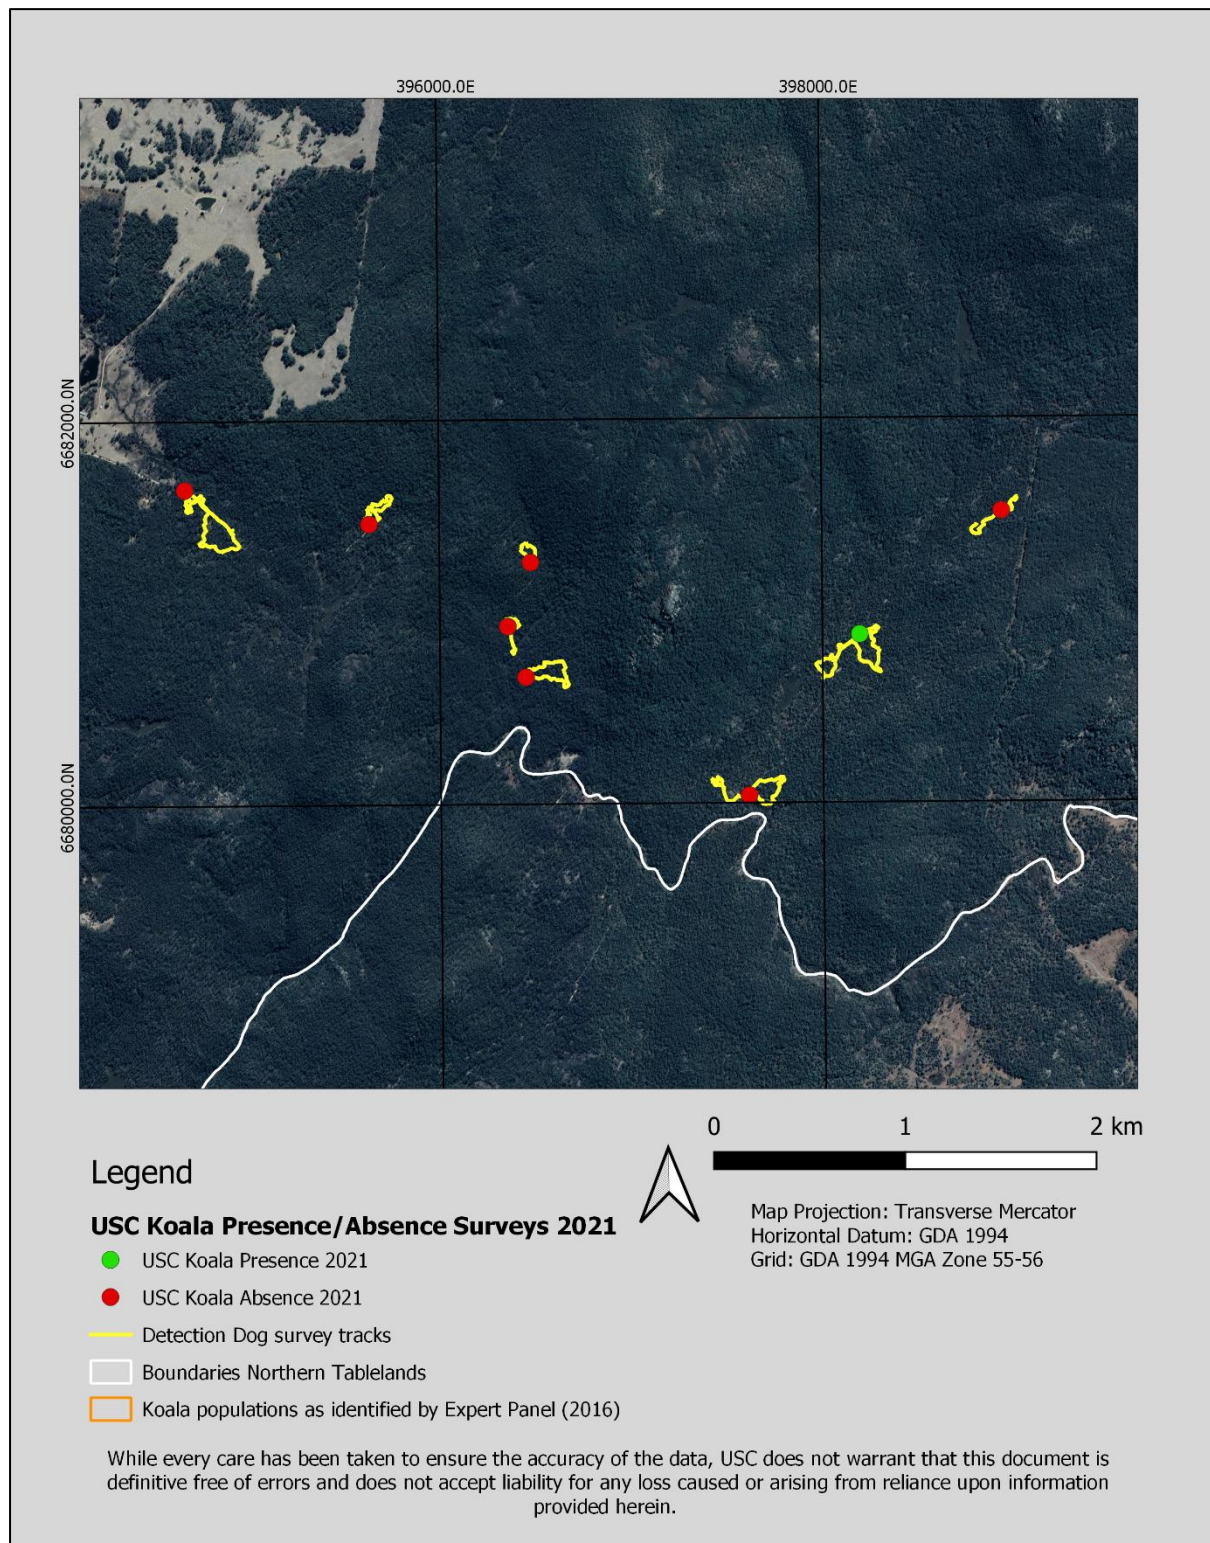 396000.0E
398000.0E
6682000.0N
6680000.0N
0 1 2 km
Legend
USC Koala Presence/Absence Surveys 2021
USC Koala Presence 2021
USC Koala Absence 2021
Detection Dog survey tracks
Boundaries Northern Tablelands
Koala populations as identified by Expert Panel (2016)
Map Projection: Transverse Mercator
Horizontal Datum: GDA 1994
Grid: GDA 1994 MGA Zone 55-56
While every care has been taken to ensure the accuracy of the data, USC does not warrant that this document is
definitive free of errors and does not accept liability for any loss caused or arising from reliance upon information
provided herein.